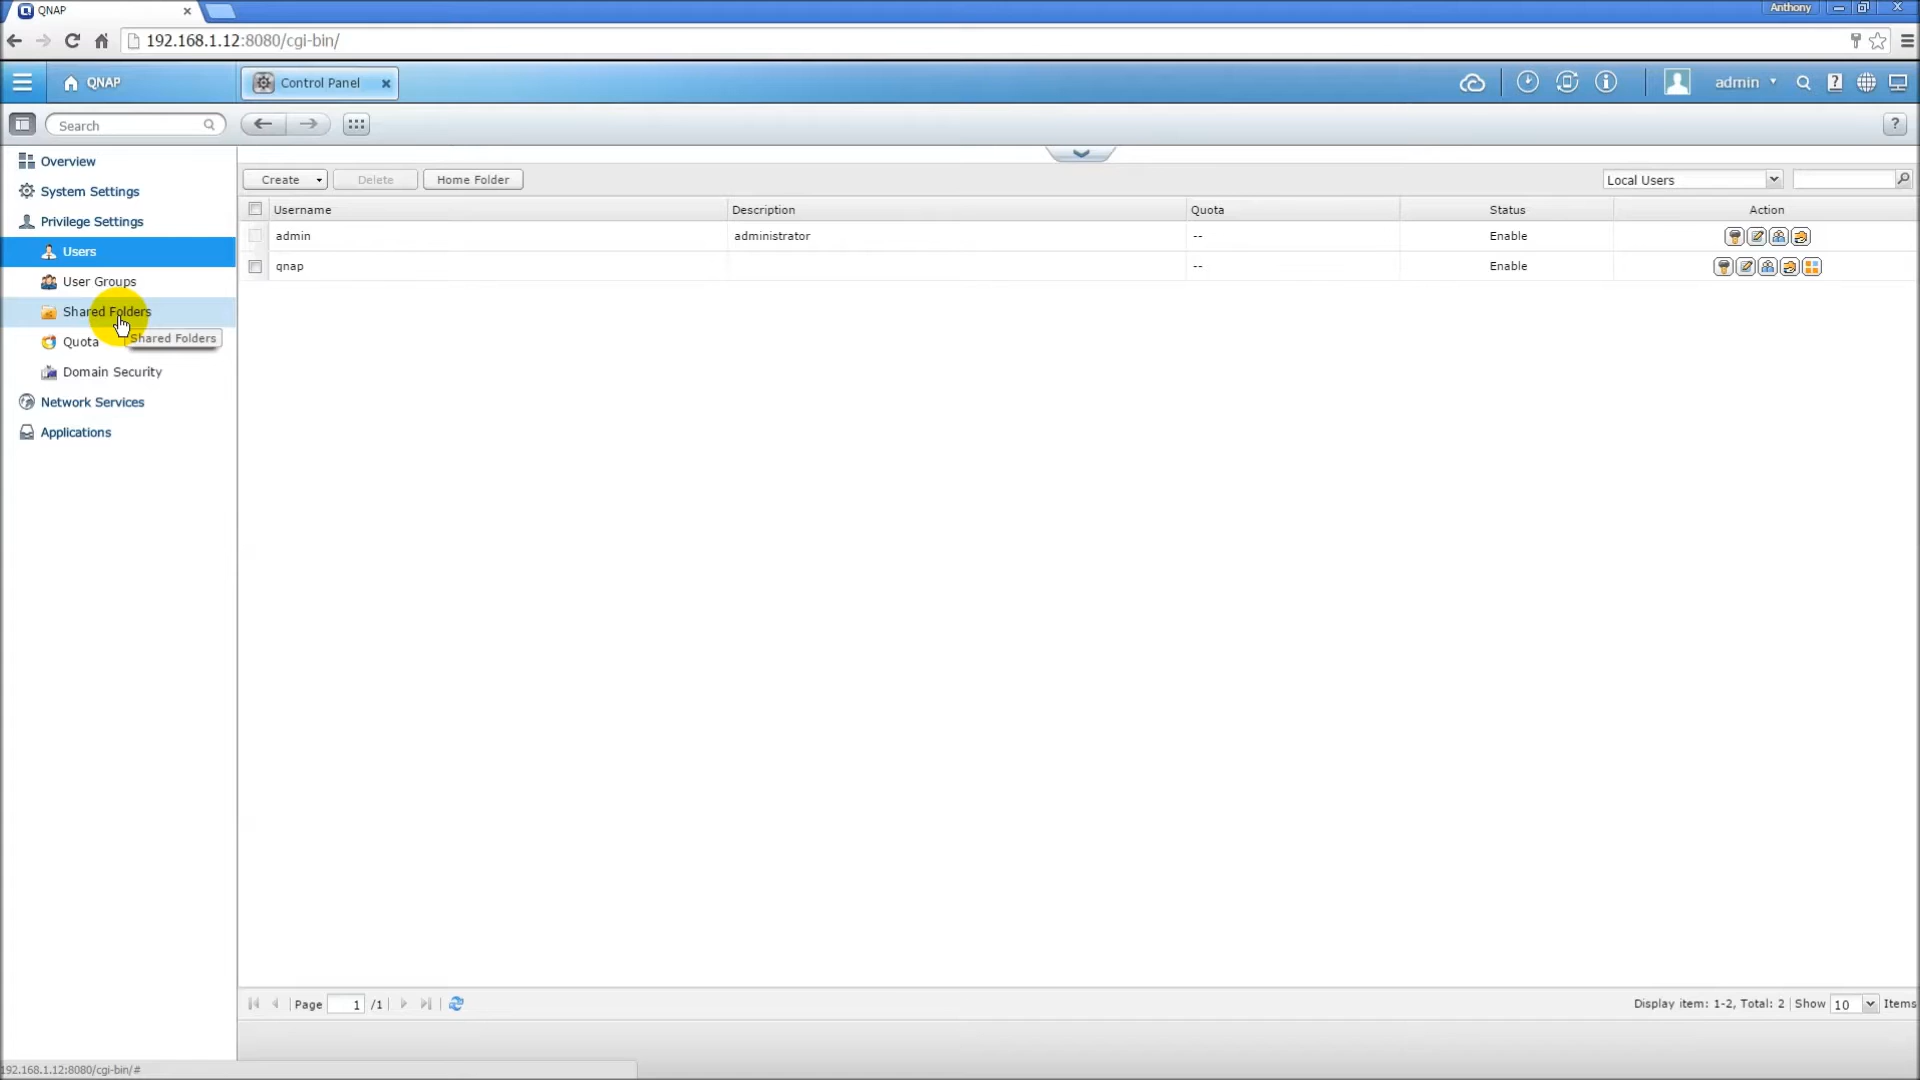 QNAP
Anthony
192.168.1.12:8080/cgi-bin/
QNAP
Control Panel
admin
Search
Overview
System Settings
Privilege Settings
Users
User Groups
Shared Folders
Shared Folders
Quota
Domain Security
Network Services
Applications
Create Delete Home Folder Local Users
Username Description Quota Status Action
admin administrator -- Enable
qnap -- Enable
Page 1 /1
Display item: 1-2, Total: 2 | Show 10 Items
192.168.1.12:8080/cgi-bin/#